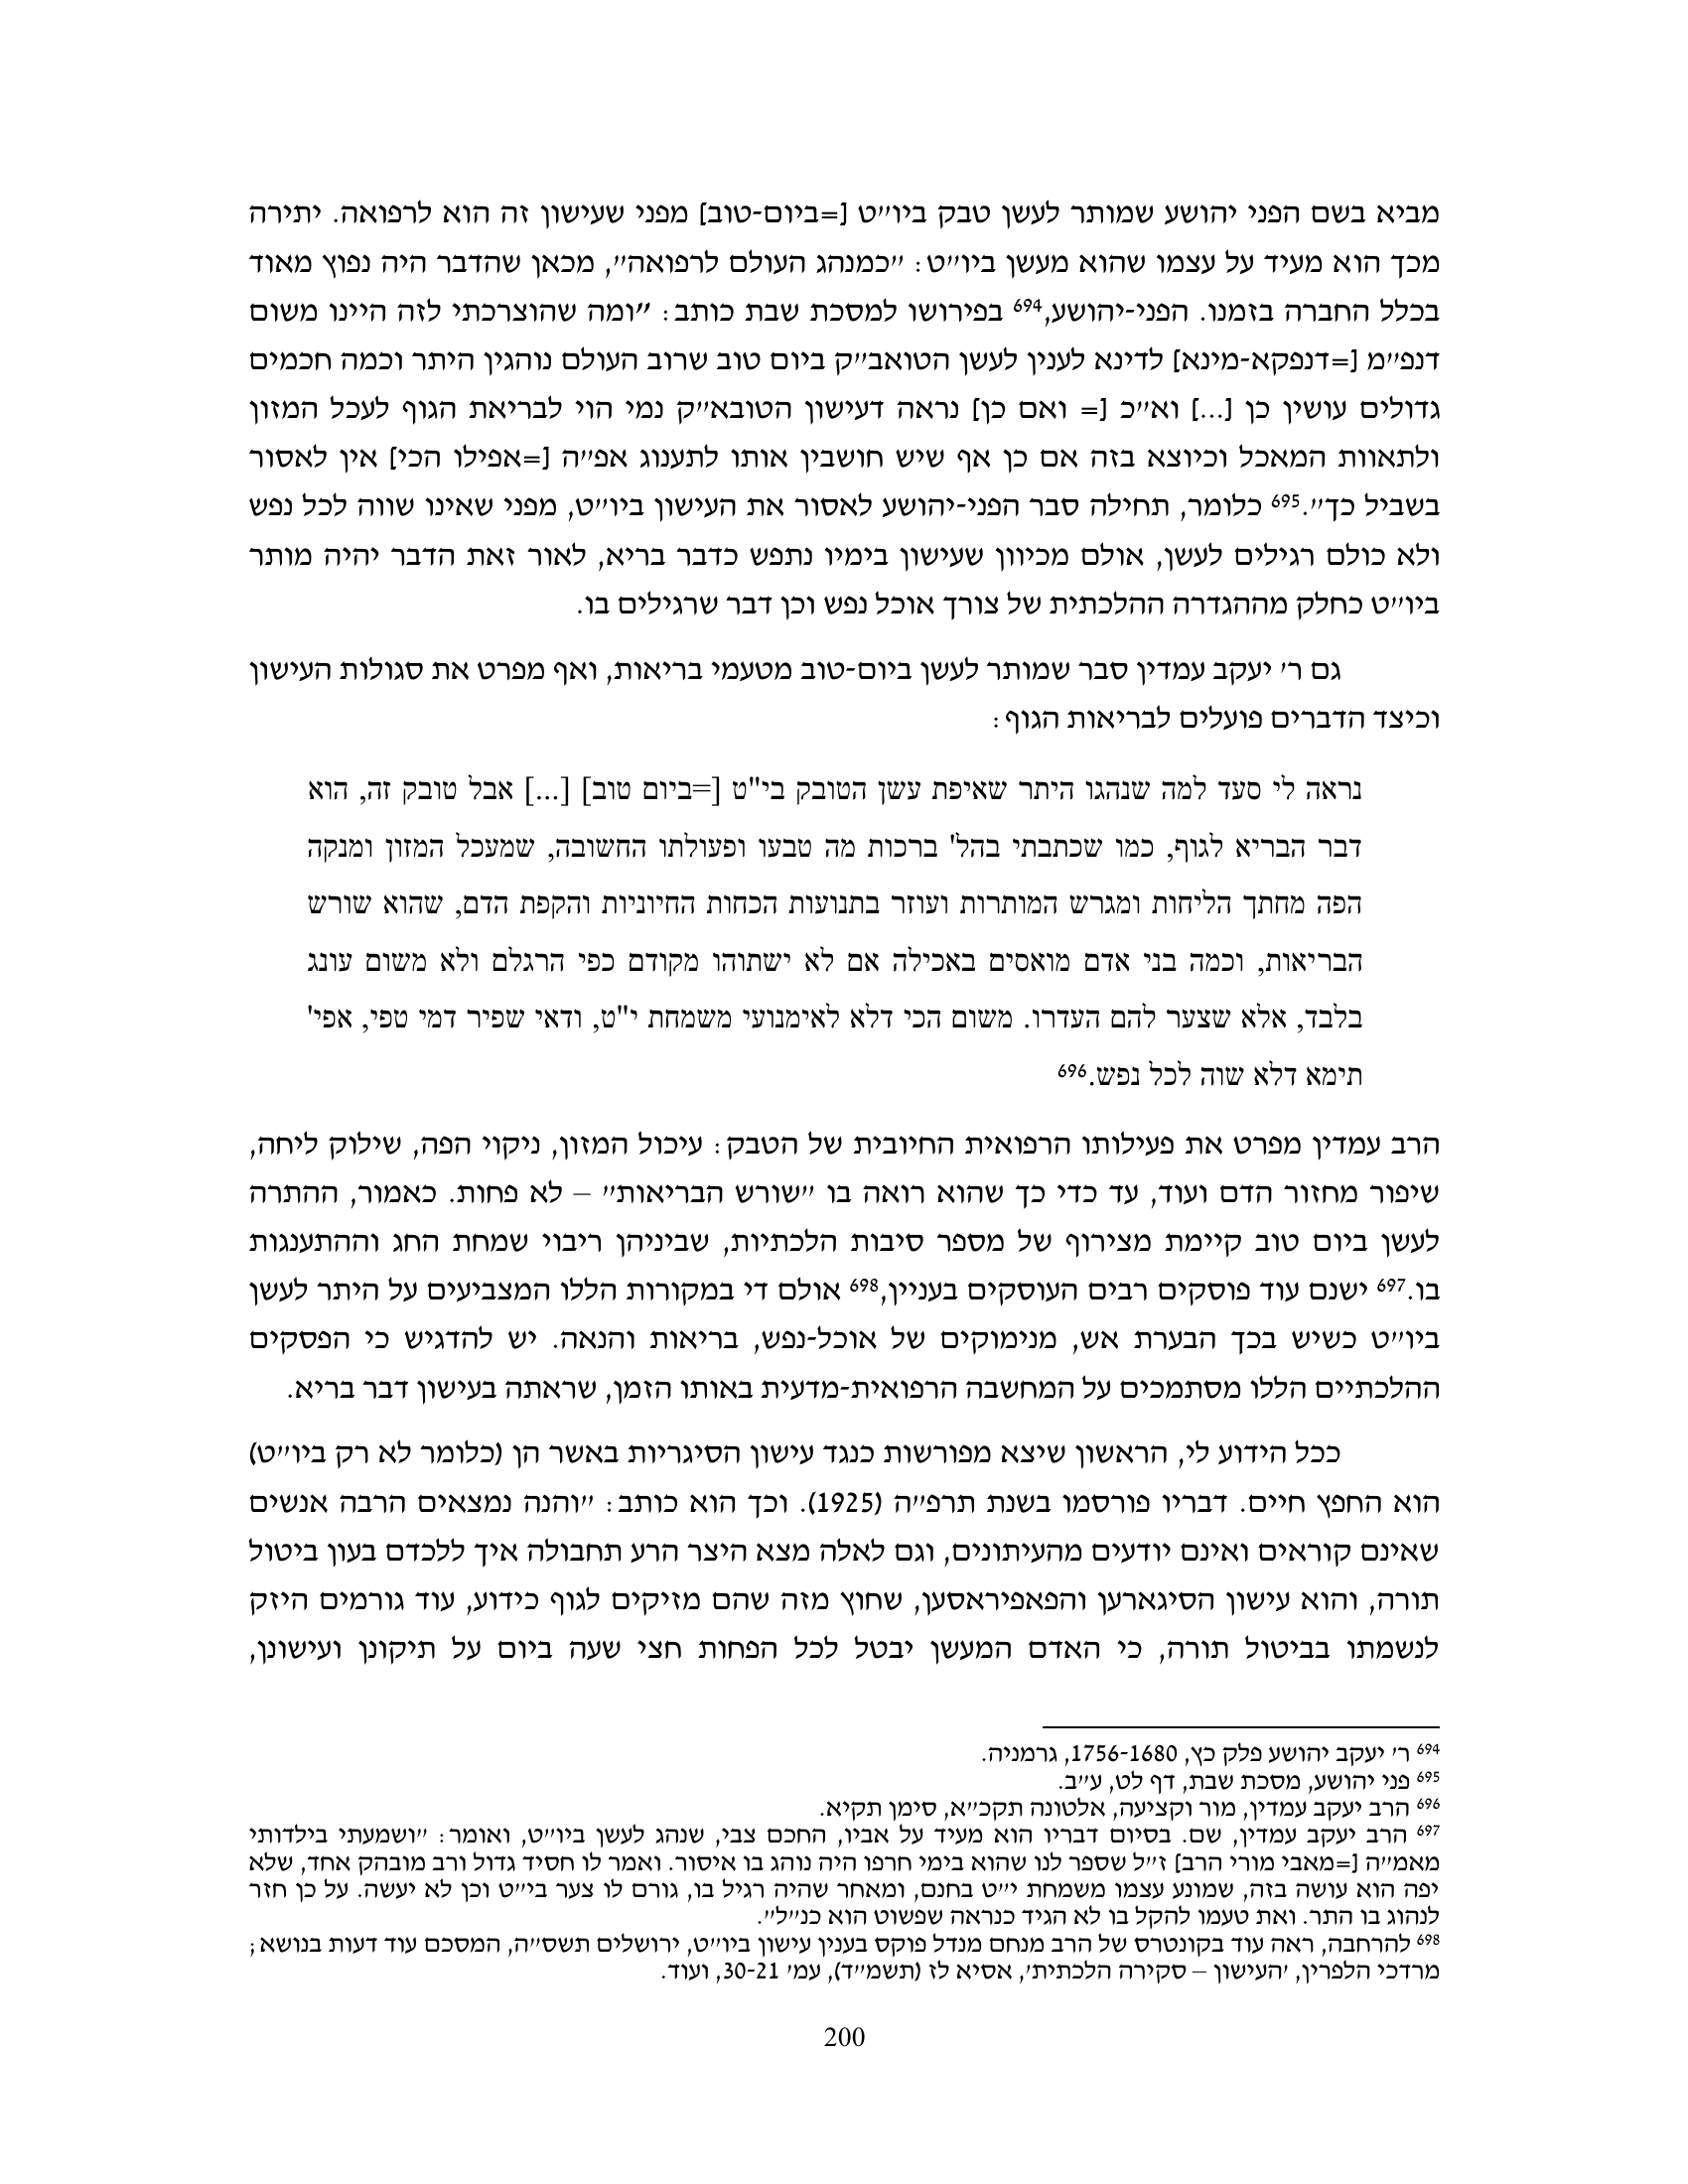 מביא בשם הפני יהושע שמותר לעשן טבק ביו״ט [=ביום-טוב] מפני שעישון זה הוא לרפואה. יתירה
מכך הוא מעיד על עצמו שהוא מעשן ביו״ט: ״כמנהג העולם לרפואה״, מכאן שהדבר היה נפוץ מאוד
בכלל החברה בזמנו. הפני-יהושע,694 בפירושו למסכת שבת כותב: ״ומה שהוצרכתי לזה היינו משום
דנפ״מ [=דנפקא-מינא] לדינא לענין לעשן הטואב״ק ביום טוב שרוב העולם נוהגין היתר וכמה חכמים
גדולים עושין כן [...] וא״כ [= ואם כן] נראה דעישון הטובא״ק נמי הוי לבריאת הגוף לעכל המזון
ולתאוות המאכל וכיוצא בזה אם כן אף שיש חושבין אותו לתענוג אפ״ה [=אפילו הכי] אין לאסור
בשביל כך״.695 כלומר, תחילה סבר הפני-יהושע לאסור את העישון ביו״ט, מפני שאינו שווה לכל נפש
ולא כולם רגילים לעשן, אולם מכיוון שעישון בימיו נתפש כדבר בריא, לאור זאת הדבר יהיה מותר
ביו״ט כחלק מההגדרה ההלכתית של צורך אוכל נפש וכן דבר שרגילים בו.
גם ר׳ יעקב עמדין סבר שמותר לעשן ביום-טוב מטעמי בריאות, ואף מפרט את סגולות העישון
וכיצד הדברים פועלים לבריאות הגוף:
נראה לי סעד למה שנהגו היתר שאיפת עשן הטובק בי"ט [=ביום טוב] [...] אבל טובק זה, הוא
דבר הבריא לגוף, כמו שכתבתי בהל' ברכות מה טבעו ופעולתו החשובה, שמעכל המזון ומנקה
הפה מחתך הליחות ומגרש המותרות ועוזר בתנועות הכחות החיוניות והקפת הדם, שהוא שורש
הבריאות, וכמה בני אדם מואסים באכילה אם לא ישתוהו מקודם כפי הרגלם ולא משום עונג
בלבד, אלא שצער להם העדרו. משום הכי דלא לאימנועי משמחת י"ט, ודאי שפיר דמי טפי, אפי'
תימא דלא שוה לכל נפש.696
הרב עמדין מפרט את פעילותו הרפואית החיובית של הטבק: עיכול המזון, ניקוי הפה, שילוק ליחה,
שיפור מחזור הדם ועוד, עד כדי כך שהוא רואה בו ״שורש הבריאות״ – לא פחות. כאמור, ההתרה
לעשן ביום טוב קיימת מצירוף של מספר סיבות הלכתיות, שביניהן ריבוי שמחת החג וההתענגות
בו.697 ישנם עוד פוסקים רבים העוסקים בעניין,698 אולם די במקורות הללו המצביעים על היתר לעשן
ביו״ט כשיש בכך הבערת אש, מנימוקים של אוכל-נפש, בריאות והנאה. יש להדגיש כי הפסקים
ההלכתיים הללו מסתמכים על המחשבה הרפואית-מדעית באותו הזמן, שראתה בעישון דבר בריא.
ככל הידוע לי, הראשון שיצא מפורשות כנגד עישון הסיגריות באשר הן (כלומר לא רק ביו״ט)
הוא החפץ חיים. דבריו פורסמו בשנת תרפ״ה (1925). וכך הוא כותב: ״והנה נמצאים הרבה אנשים
שאינם קוראים ואינם יודעים מהעיתונים, וגם לאלה מצא היצר הרע תחבולה איך ללכדם בעון ביטול
תורה, והוא עישון הסיגארען והפאפיראסען, שחוץ מזה שהם מזיקים לגוף כידוע, עוד גורמים היזק
לנשמתו בביטול תורה, כי האדם המעשן יבטל לכל הפחות חצי שעה ביום על תיקונן ועישונן,
694 ר׳ יעקב יהושע פלק כץ, 1756-1680, גרמניה.
695 פני יהושע, מסכת שבת, דף לט, ע״ב.
696 הרב יעקב עמדין, מור וקציעה, אלטונה תקכ״א, סימן תקיא.
697 הרב יעקב עמדין, שם. בסיום דבריו הוא מעיד על אביו, החכם צבי, שנהג לעשן ביו״ט, ואומר: ״ושמעתי בילדותי
מאמ״ה [=מאבי מורי הרב] ז״ל שספר לנו שהוא בימי חרפו היה נוהג בו איסור. ואמר לו חסיד גדול ורב מובהק אחד, שלא
יפה הוא עושה בזה, שמונע עצמו משמחת י״ט בחנם, ומאחר שהיה רגיל בו, גורם לו צער בי״ט וכן לא יעשה. על כן חזר
לנהוג בו התר. ואת טעמו להקל בו לא הגיד כנראה שפשוט הוא כנ״ל״.
698 להרחבה, ראה עוד בקונטרס של הרב מנחם מנדל פוקס בענין עישון ביו״ט, ירושלים תשס״ה, המסכם עוד דעות בנושא;
מרדכי הלפרין, ׳העישון – סקירה הלכתית׳, אסיא לז (תשמ״ד), עמ׳ 30-21, ועוד.
200